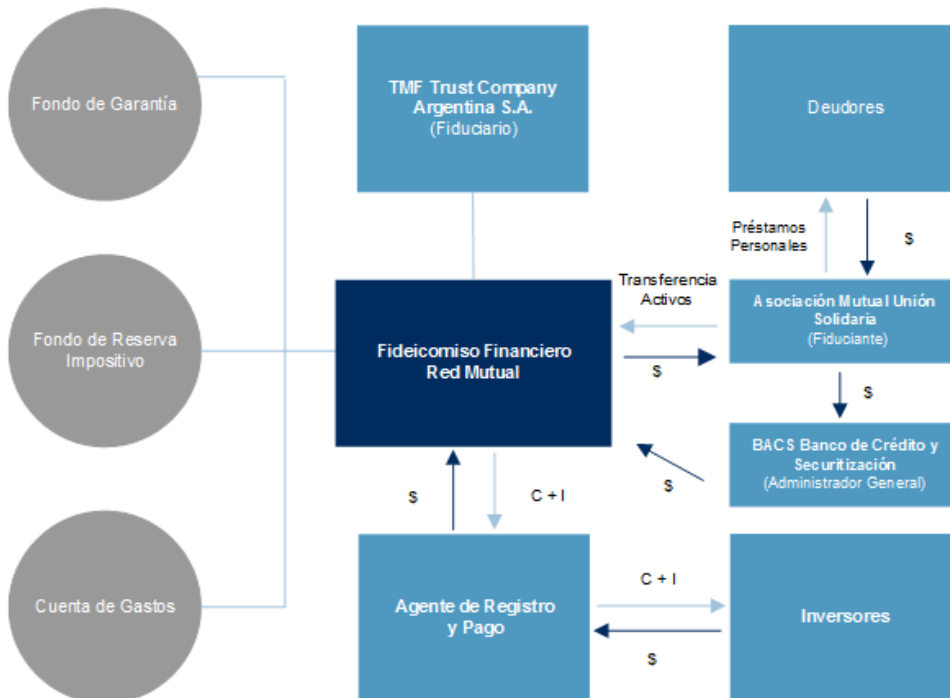 Fondo de Garantía
TMF Trust Company
Argentina S.A.
(Fiduciario)
Deudores
Préstamos
Personales
$
Transferencia
Activos
Asociación Mutual Unión
Solidaria
(Fiduciante)
Fondo de Reserva
Impositivo
Fideicomiso Financiero
Red Mutual
$
$
BACS Banco de Crédito y
Securitización
(Administrador General)
$
$
C + I
Cuenta de Gastos
Agente de Registro
y Pago
C + I
$
Inversores